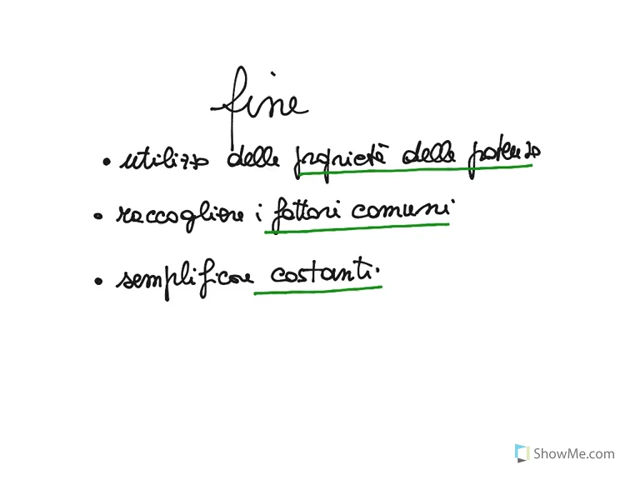 fine
• utilizzo delle proprietà delle potenze
• raccogliere i fattori comuni
• semplificare costanti.
ShowMe.com